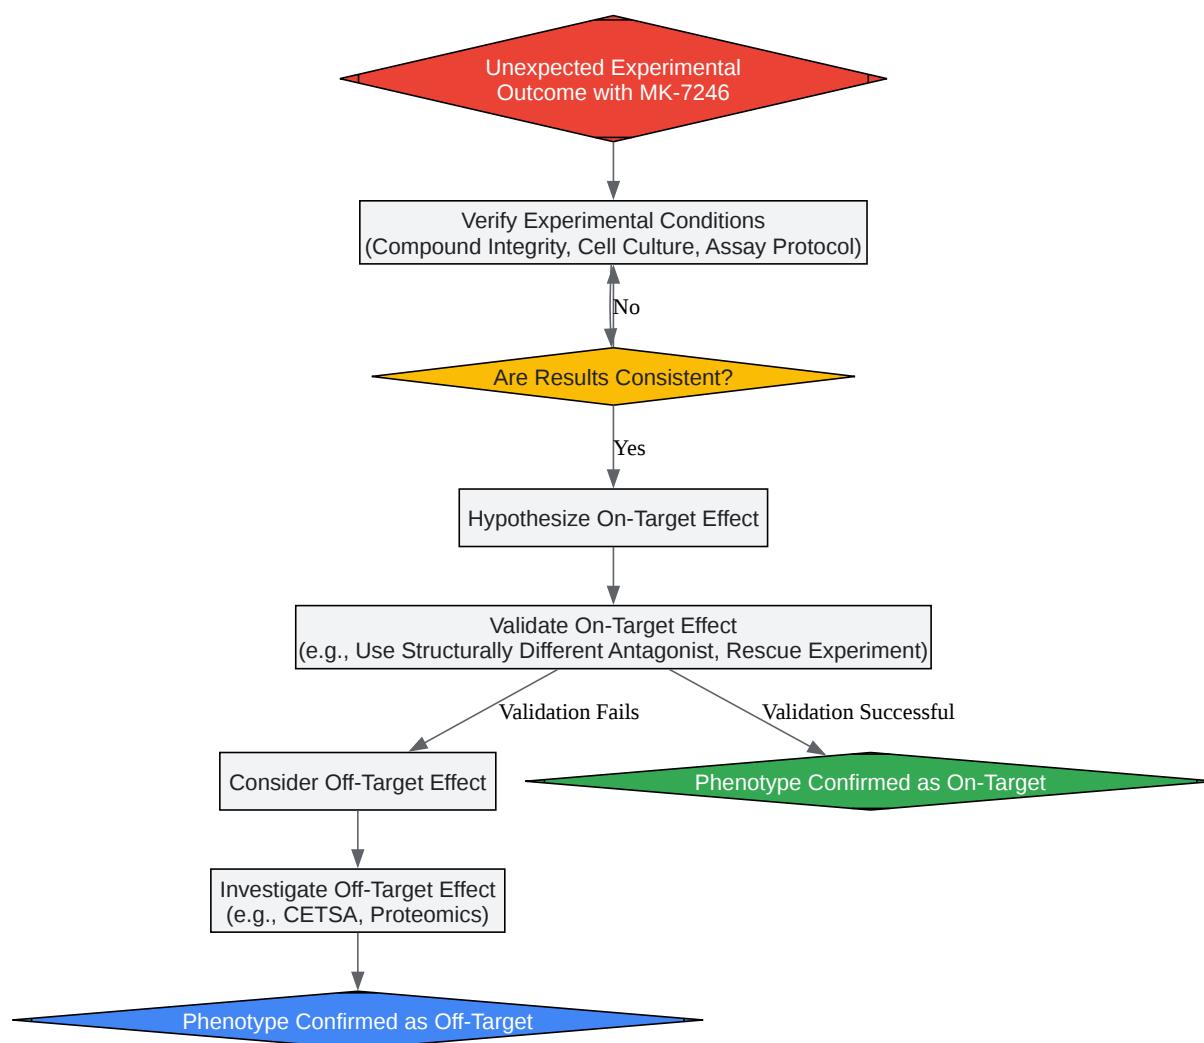 Unexpected Experimental
Outcome with MK-7246
Verify Experimental Conditions
(Compound Integrity, Cell Culture, Assay Protocol)
No
Are Results Consistent?
Yes
Hypothesize On-Target Effect
Validate On-Target Effect
(e.g., Use Structurally Different Antagonist, Rescue Experiment)
Validation Fails
Validation Successful
Consider Off-Target Effect
Phenotype Confirmed as On-Target
Investigate Off-Target Effect
(e.g., CETSA, Proteomics)
Phenotype Confirmed as Off-Target